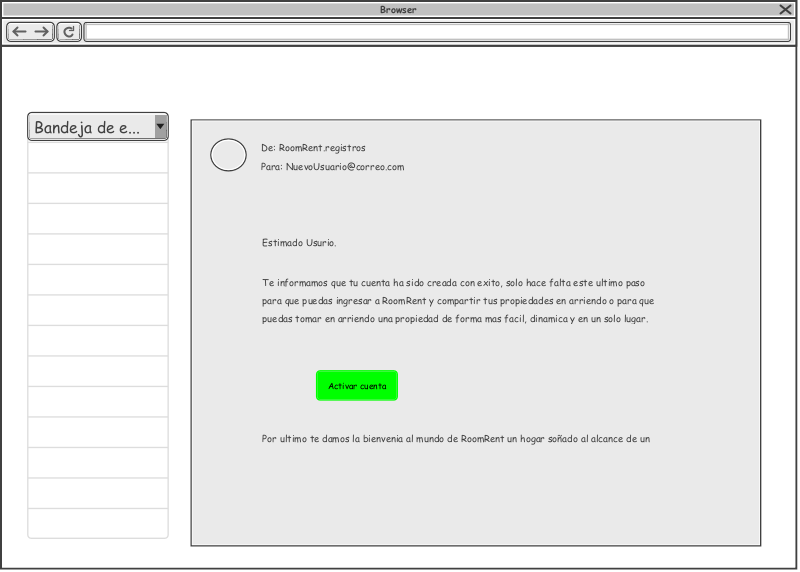 Browser
Bandeja de e...
De: RoomRent.registros
Para: NuevoUsuario@correo.com
Estimado Usurio.
Te informamos que tu cuenta ha sido creada con exito, solo hace falta este ultimo paso
para que puedas ingresar a RoomRent y compartir tus propiedades en arriendo o para que
puedas tomar en arriendo una propiedad de forma mas facil, dinamica y en un solo lugar.
Activar cuenta
Por ultimo te damos la bienvenia al mundo de RoomRent un hogar soñado al alcance de un